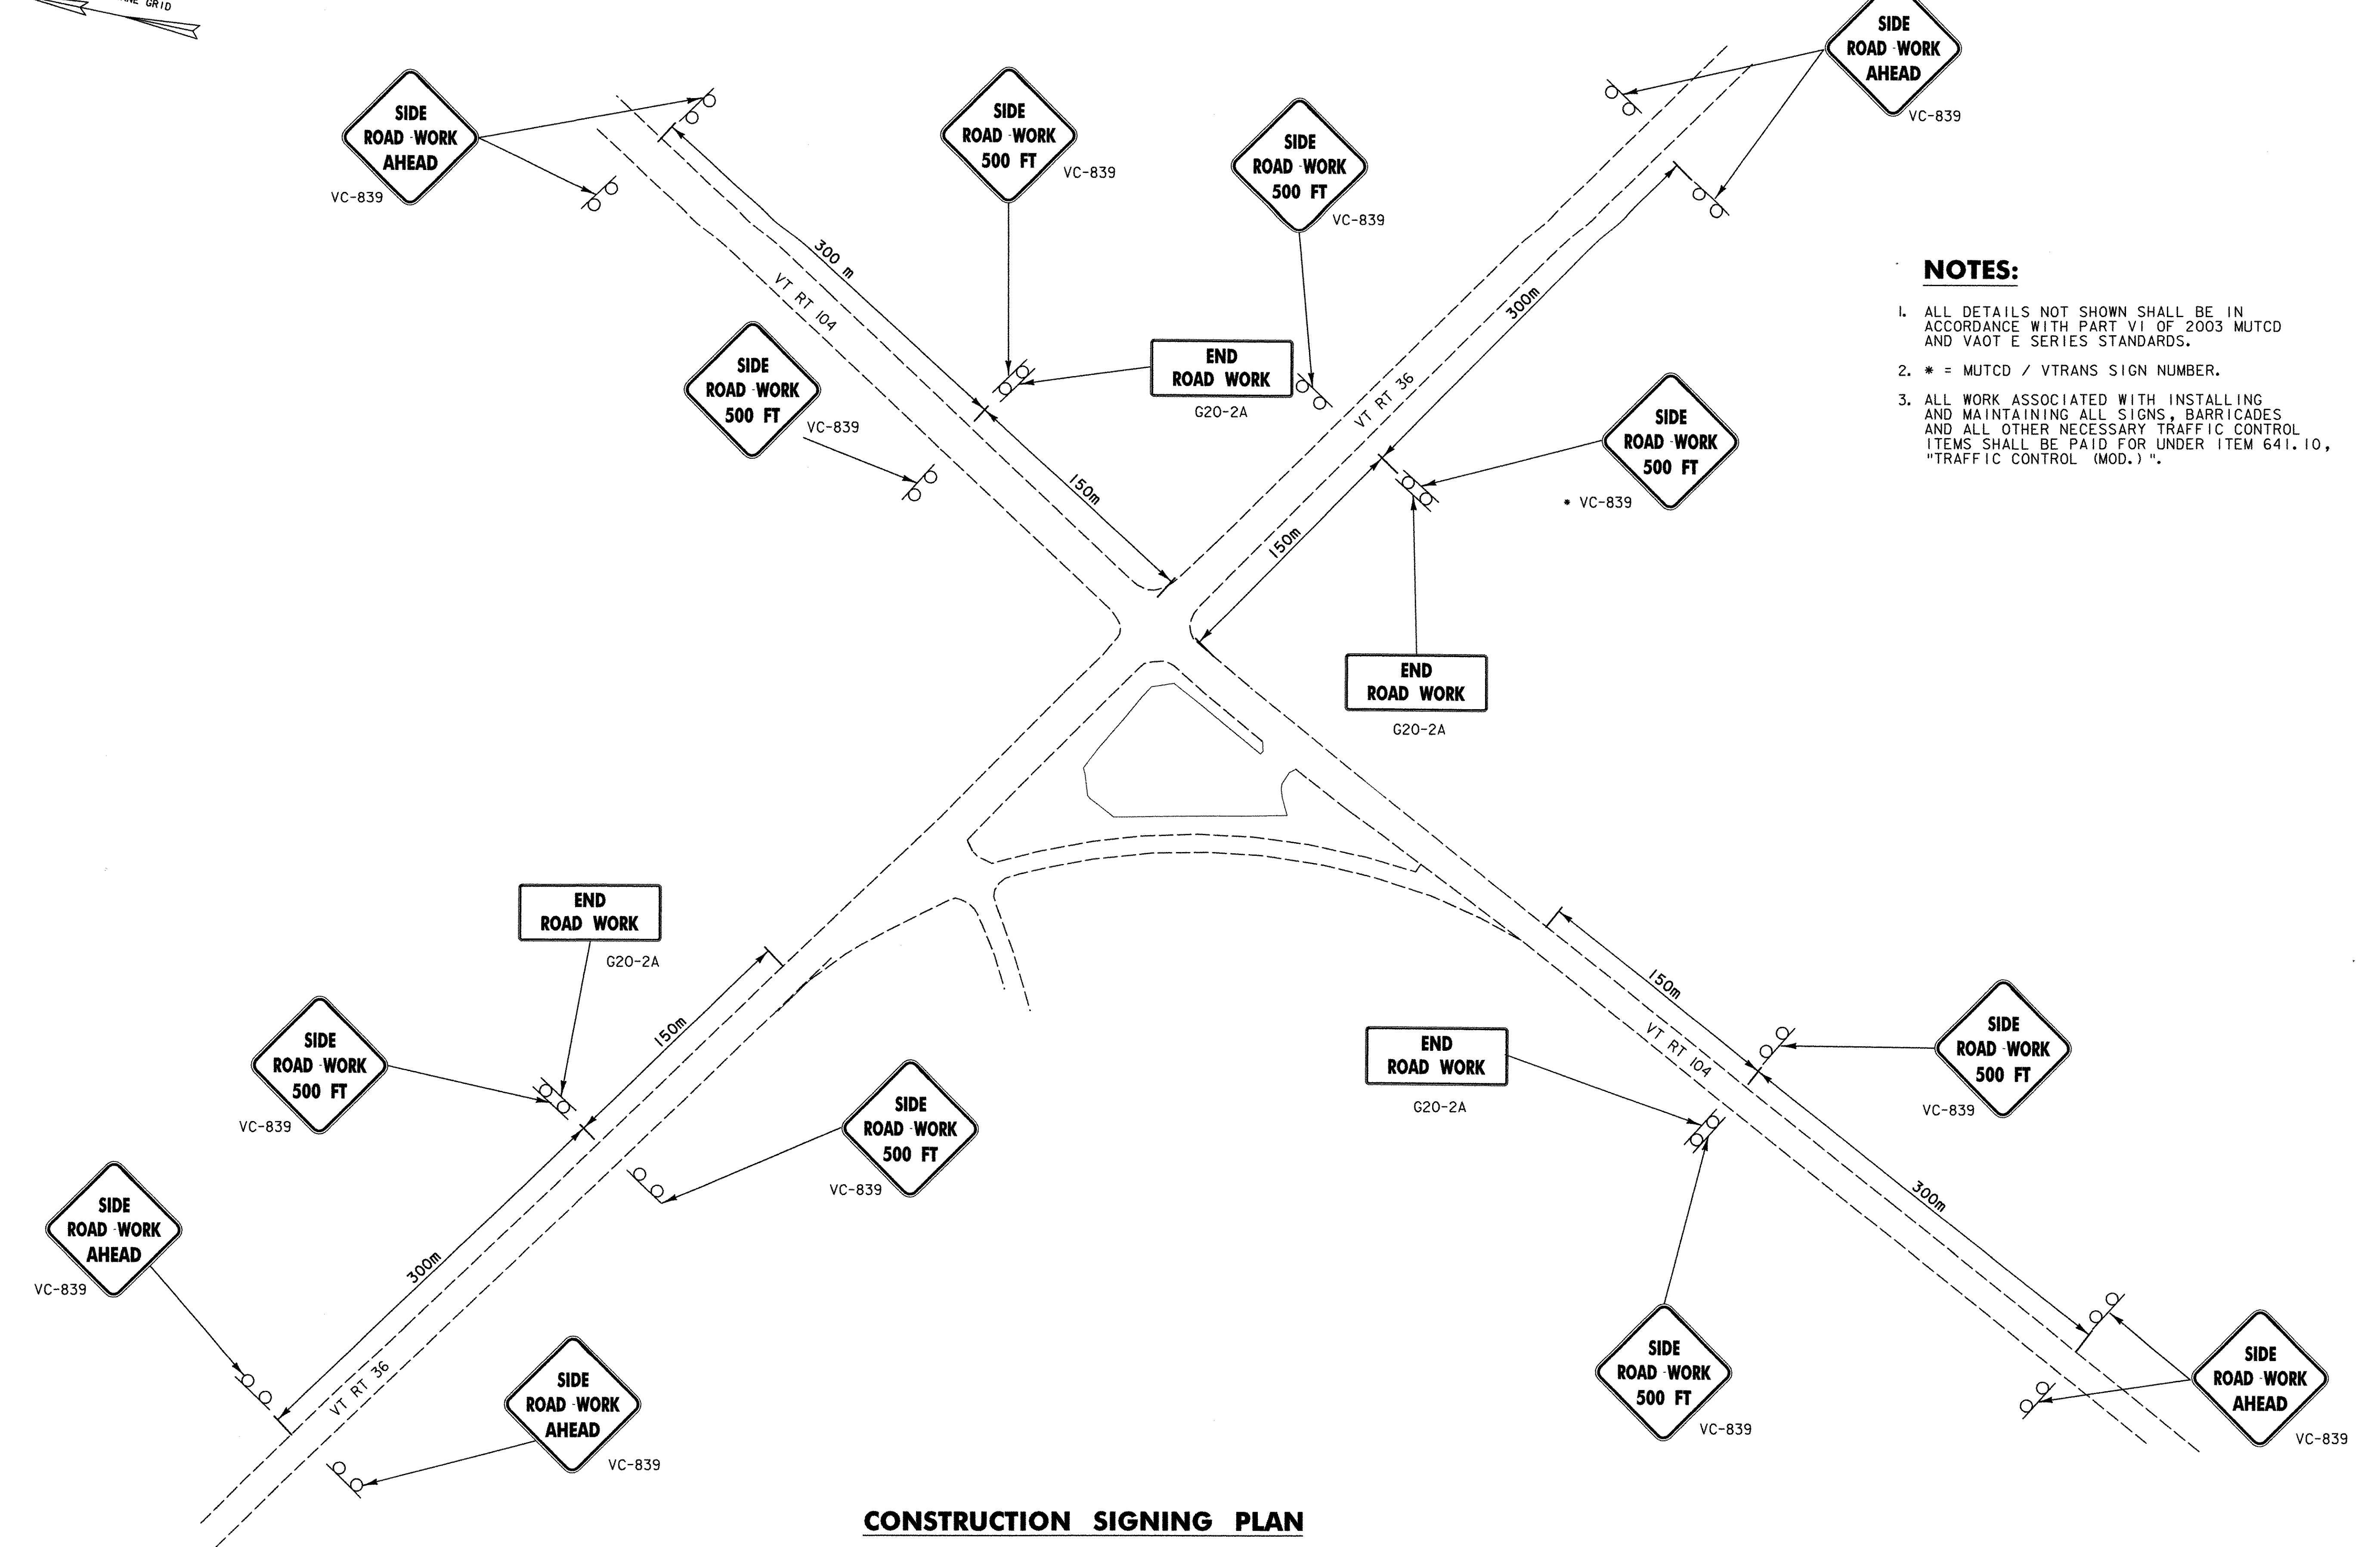 GRID
SIDE
ROAD WORK
AHEAD
VC-839
SIDE
ROAD WORK
500 FT
VC-839
SIDE
ROAD WORK
500 FT
VC-839
SIDE
ROAD WORK
AHEAD
VC-839
300 m
VT RT 104
300m
VT RT 36
NOTES:
1. ALL DETAILS NOT SHOWN SHALL BE IN
ACCORDANCE WITH PART VI OF 2003 MUTCD
AND VAOT E SERIES STANDARDS.
2. * = MUTCD / VTRANS SIGN NUMBER.
3. ALL WORK ASSOCIATED WITH INSTALLING
AND MAINTAINING ALL SIGNS, BARRICADES
AND ALL OTHER NECESSARY TRAFFIC CONTROL
ITEMS SHALL BE PAID FOR UNDER ITEM 641.10,
"TRAFFIC CONTROL (MOD.)".
SIDE
ROAD WORK
500 FT
VC-839
END
ROAD WORK
G20-2A
SIDE
ROAD WORK
500 FT
* VC-839
150m
150m
END
ROAD WORK
G20-2A
END
ROAD WORK
G20-2A
150m
SIDE
ROAD WORK
500 FT
VC-839
SIDE
ROAD WORK
500 FT
VC-839
150m
VT RT 104
END
ROAD WORK
G20-2A
SIDE
ROAD WORK
500 FT
VC-839
SIDE
ROAD WORK
AHEAD
VC-839
300m
VT RT 36
SIDE
ROAD WORK
AHEAD
VC-839
300m
SIDE
ROAD WORK
500 FT
VC-839
SIDE
ROAD WORK
AHEAD
VC-839
CONSTRUCTION SIGNING PLAN